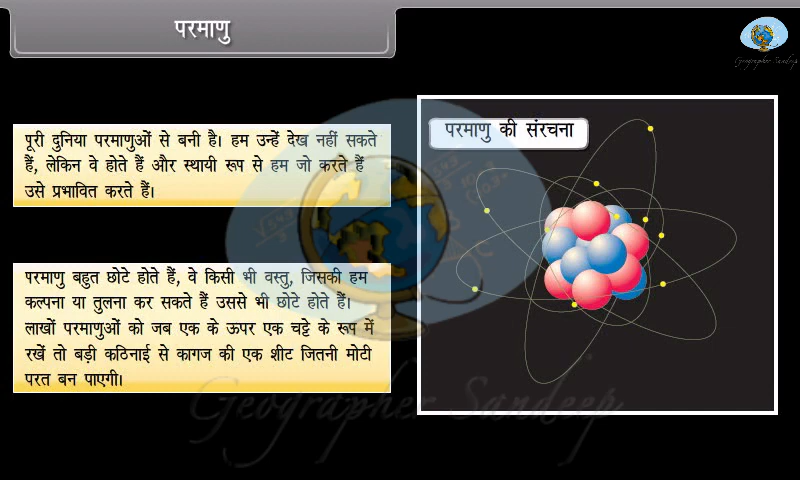 परमाणु
Geographer Sandeep
पूरी दुनिया परमाणुओं से बनी है। हम उन्हें देख नहीं सकते
हैं, लेकिन वे होते हैं और स्थायी रूप से हम जो करते हैं
उसे प्रभावित करते हैं।
परमाणु की संरचना
परमाणु बहुत छोटे होते हैं, वे किसी भी वस्तु, जिसकी हम
कल्पना या तुलना कर सकते हैं उससे भी छोटे होते हैं।
लाखों परमाणुओं को जब एक के ऊपर एक चट्टे के रूप में
रखें तो बड़ी कठिनाई से कागज की एक शीट जितनी मोटी
परत बन पाएगी।
Geographer Sandeep